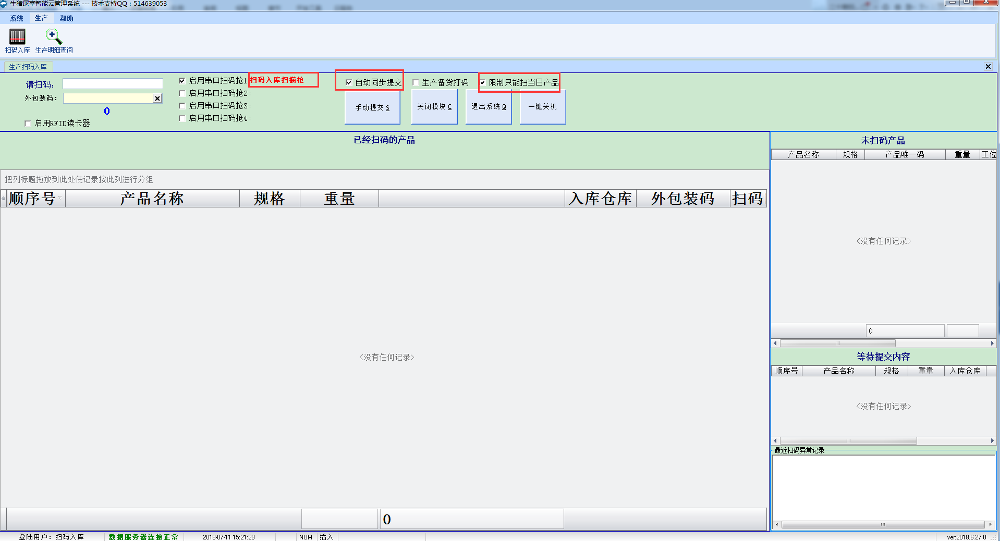 生猪屠宰智能云管理系统 --- 技术支持QQ：514639053
系统 生产 帮助
扫码入库 生产明细查询
生产扫码入库
请扫码：
外包装码：
0
启用RFID读卡器
启用串口扫码抢1 扫码入库扫描枪
启用串口扫码抢2:
启用串口扫码抢3:
启用串口扫码抢4:
自动同步提交 生产备货打码 限制只能扫当日产品
手动提交 S 关闭模块 C 退出系统 Q 一键关机
已经扫码的产品
把列标题拖放到此处使记录按此列进行分组
顺序号 产品名称 规格 重量 入库仓库 外包装码 扫码
<没有任何记录>
0
未扫码产品
产品名称 规格 产品唯一码 重量 工位
<没有任何记录>
0
等待提交内容
顺序号 产品名称 规格 重量 入库仓库
<没有任何记录>
最近扫码异常记录
登陆用户：扫码入库 数据服务器连接正常 2018-07-11 15:21:29 NUM 插入 ver:2018.6.27.0